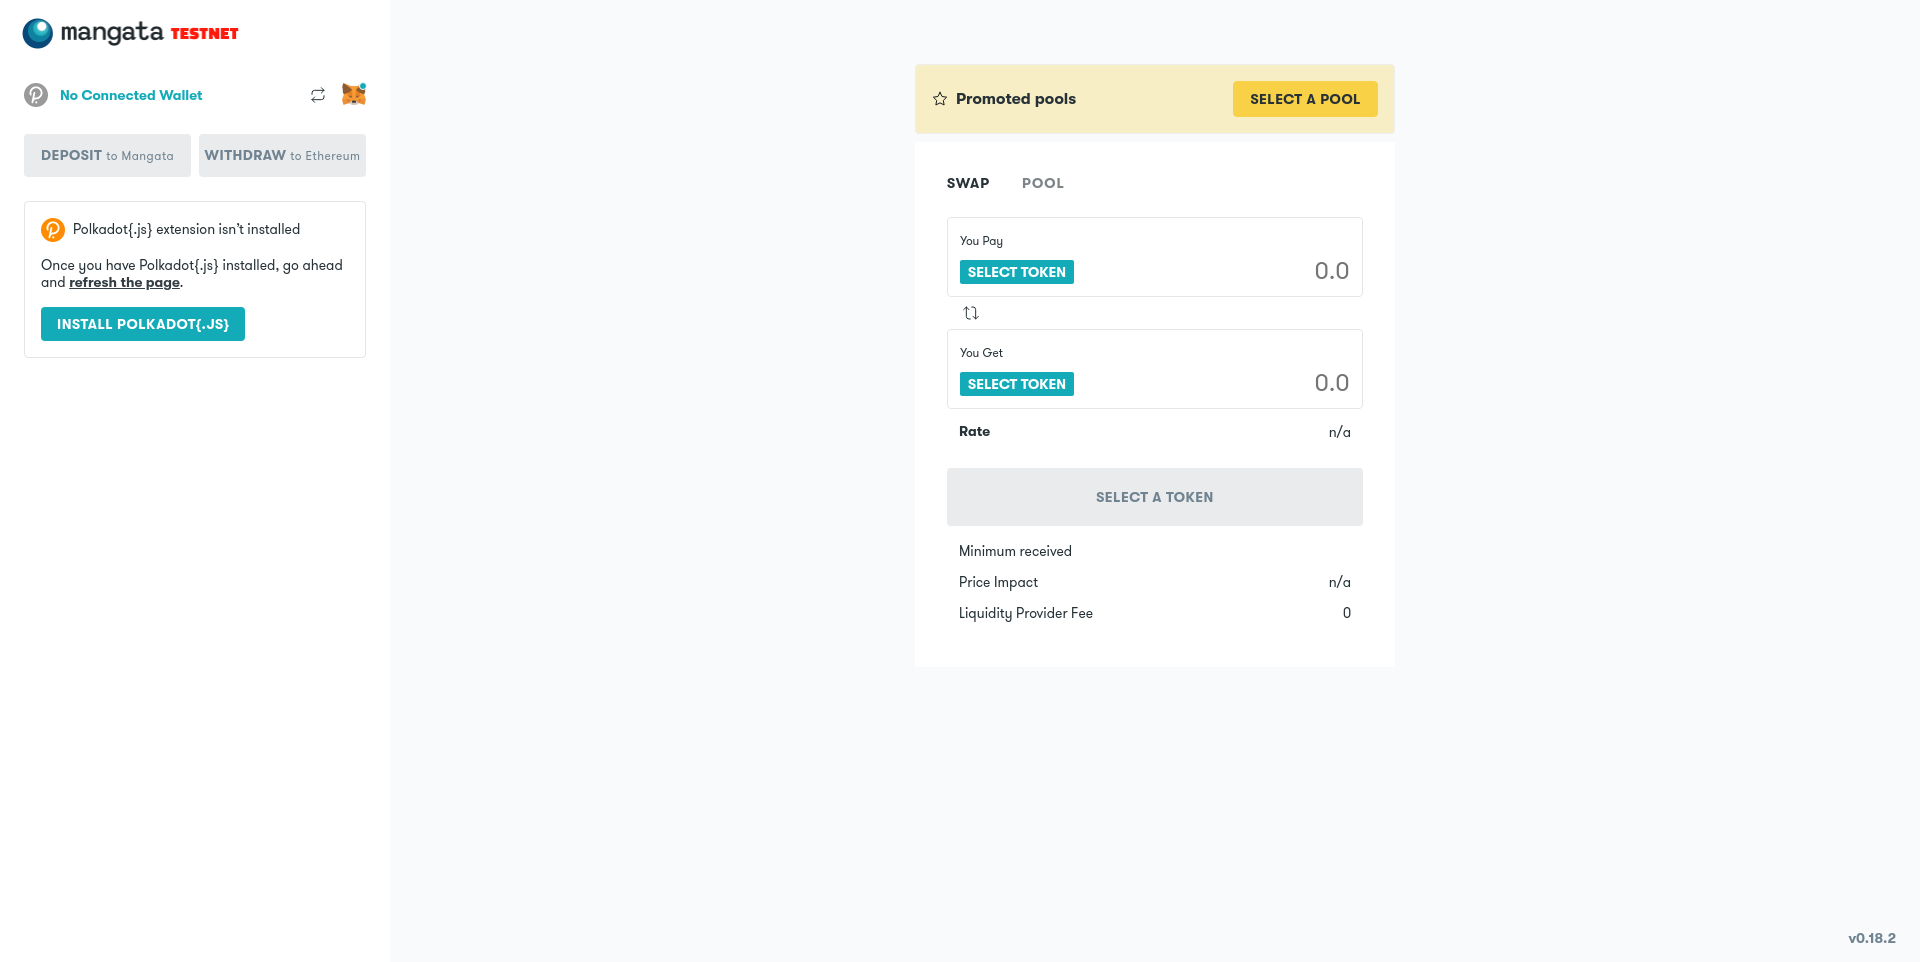 mangata TESTNET
No Connected Wallet
DEPOSIT to Mangata WITHDRAW to Ethereum
Polkadot{.js} extension isn't installed
Once you have Polkadot{.js} installed, go ahead
and refresh the page.
INSTALL POLKADOT{.JS}
Promoted pools SELECT A POOL
SWAP POOL
You Pay
SELECT TOKEN 0.0
You Get
SELECT TOKEN 0.0
Rate n/a
SELECT A TOKEN
Minimum received
Price Impact n/a
Liquidity Provider Fee 0
v0.18.2